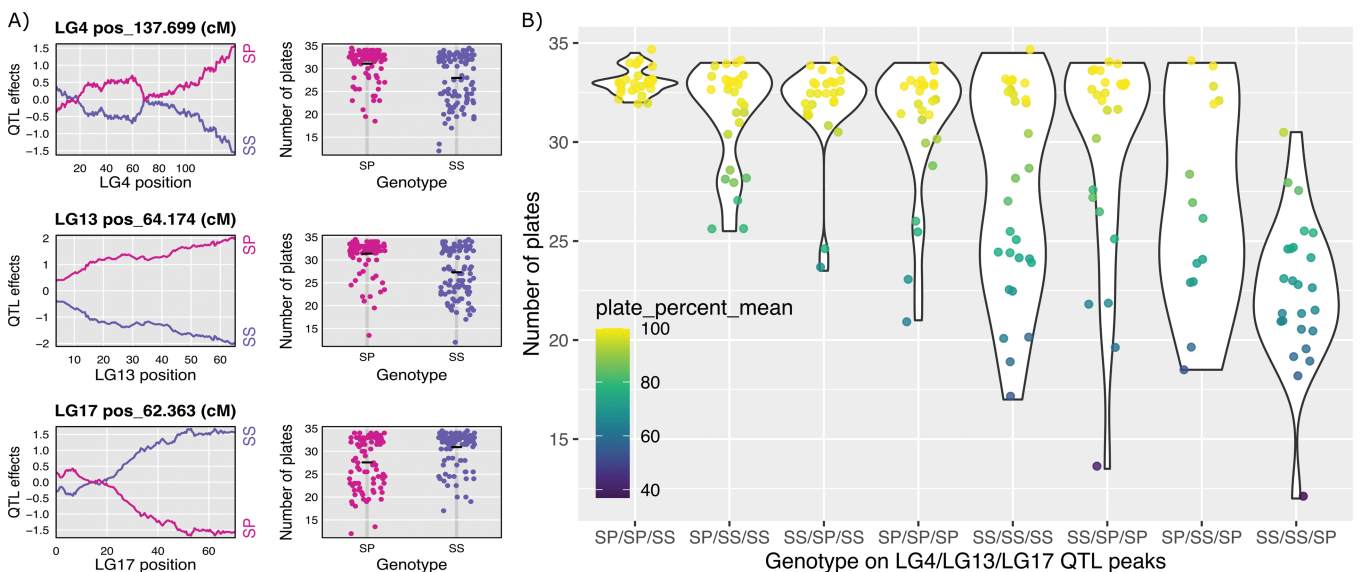 A)
LG4 pos_137.699 (cM)
QTL effects
1.5
1.0
0.5
0.0
−0.5
−1.0
−1.5
20 40 60 80 100
LG4 position
SP
SS
Number of plates
35
30
25
20
15
SP SS
Genotype
LG13 pos_64.174 (cM)
QTL effects
2
1
0
−1
−2
10 20 30 40 50 60
LG13 position
SP
SS
Number of plates
35
30
25
20
15
SP SS
Genotype
LG17 pos_62.363 (cM)
QTL effects
1.5
1.0
0.5
0.0
−0.5
−1.0
−1.5
0 20 40 60
LG17 position
SS
SP
Number of plates
35
30
25
20
15
SP SS
Genotype
B)
Number of plates
35
30
25
20
15
plate_percent_mean
100
80
60
40
SP/SP/SS SP/SS/SS SS/SP/SS SP/SP/SP SS/SS/SS SS/SP/SP SP/SS/SP SS/SS/SP
Genotype on LG4/LG13/LG17 QTL peaks